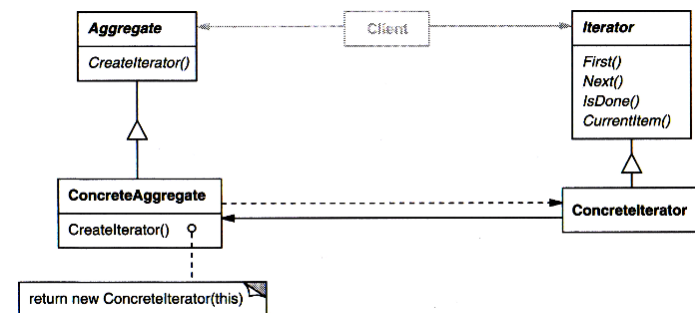 Aggregate
CreateIterator()
Client
Iterator
First()
Next()
IsDone()
CurrentItem()
ConcreteAggregate
CreateIterator()
ConcreteIterator
return new ConcreteIterator(this)